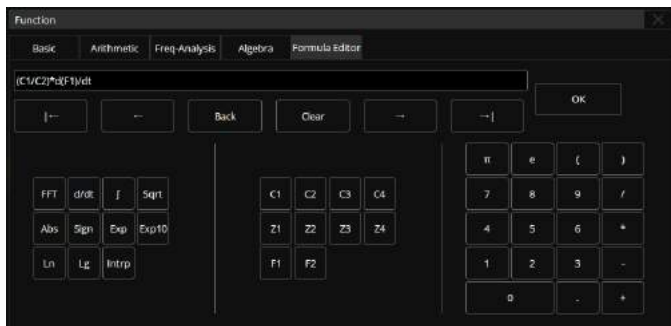 Function
Basic Arithmetic Freq-Analysis Algebra Formula Editor
(C1/C2)*d(F1)/dt
OK
|← ← Back Clear → →|
π e ( )
FFT d/dt ∫ Sqrt C1 C2 C3 C4 7 8 9 /
Abs Sign Exp Exp10 Z1 Z2 Z3 Z4 4 5 6 *
Ln Lg Intrp F1 F2 1 2 3 -
0 . +